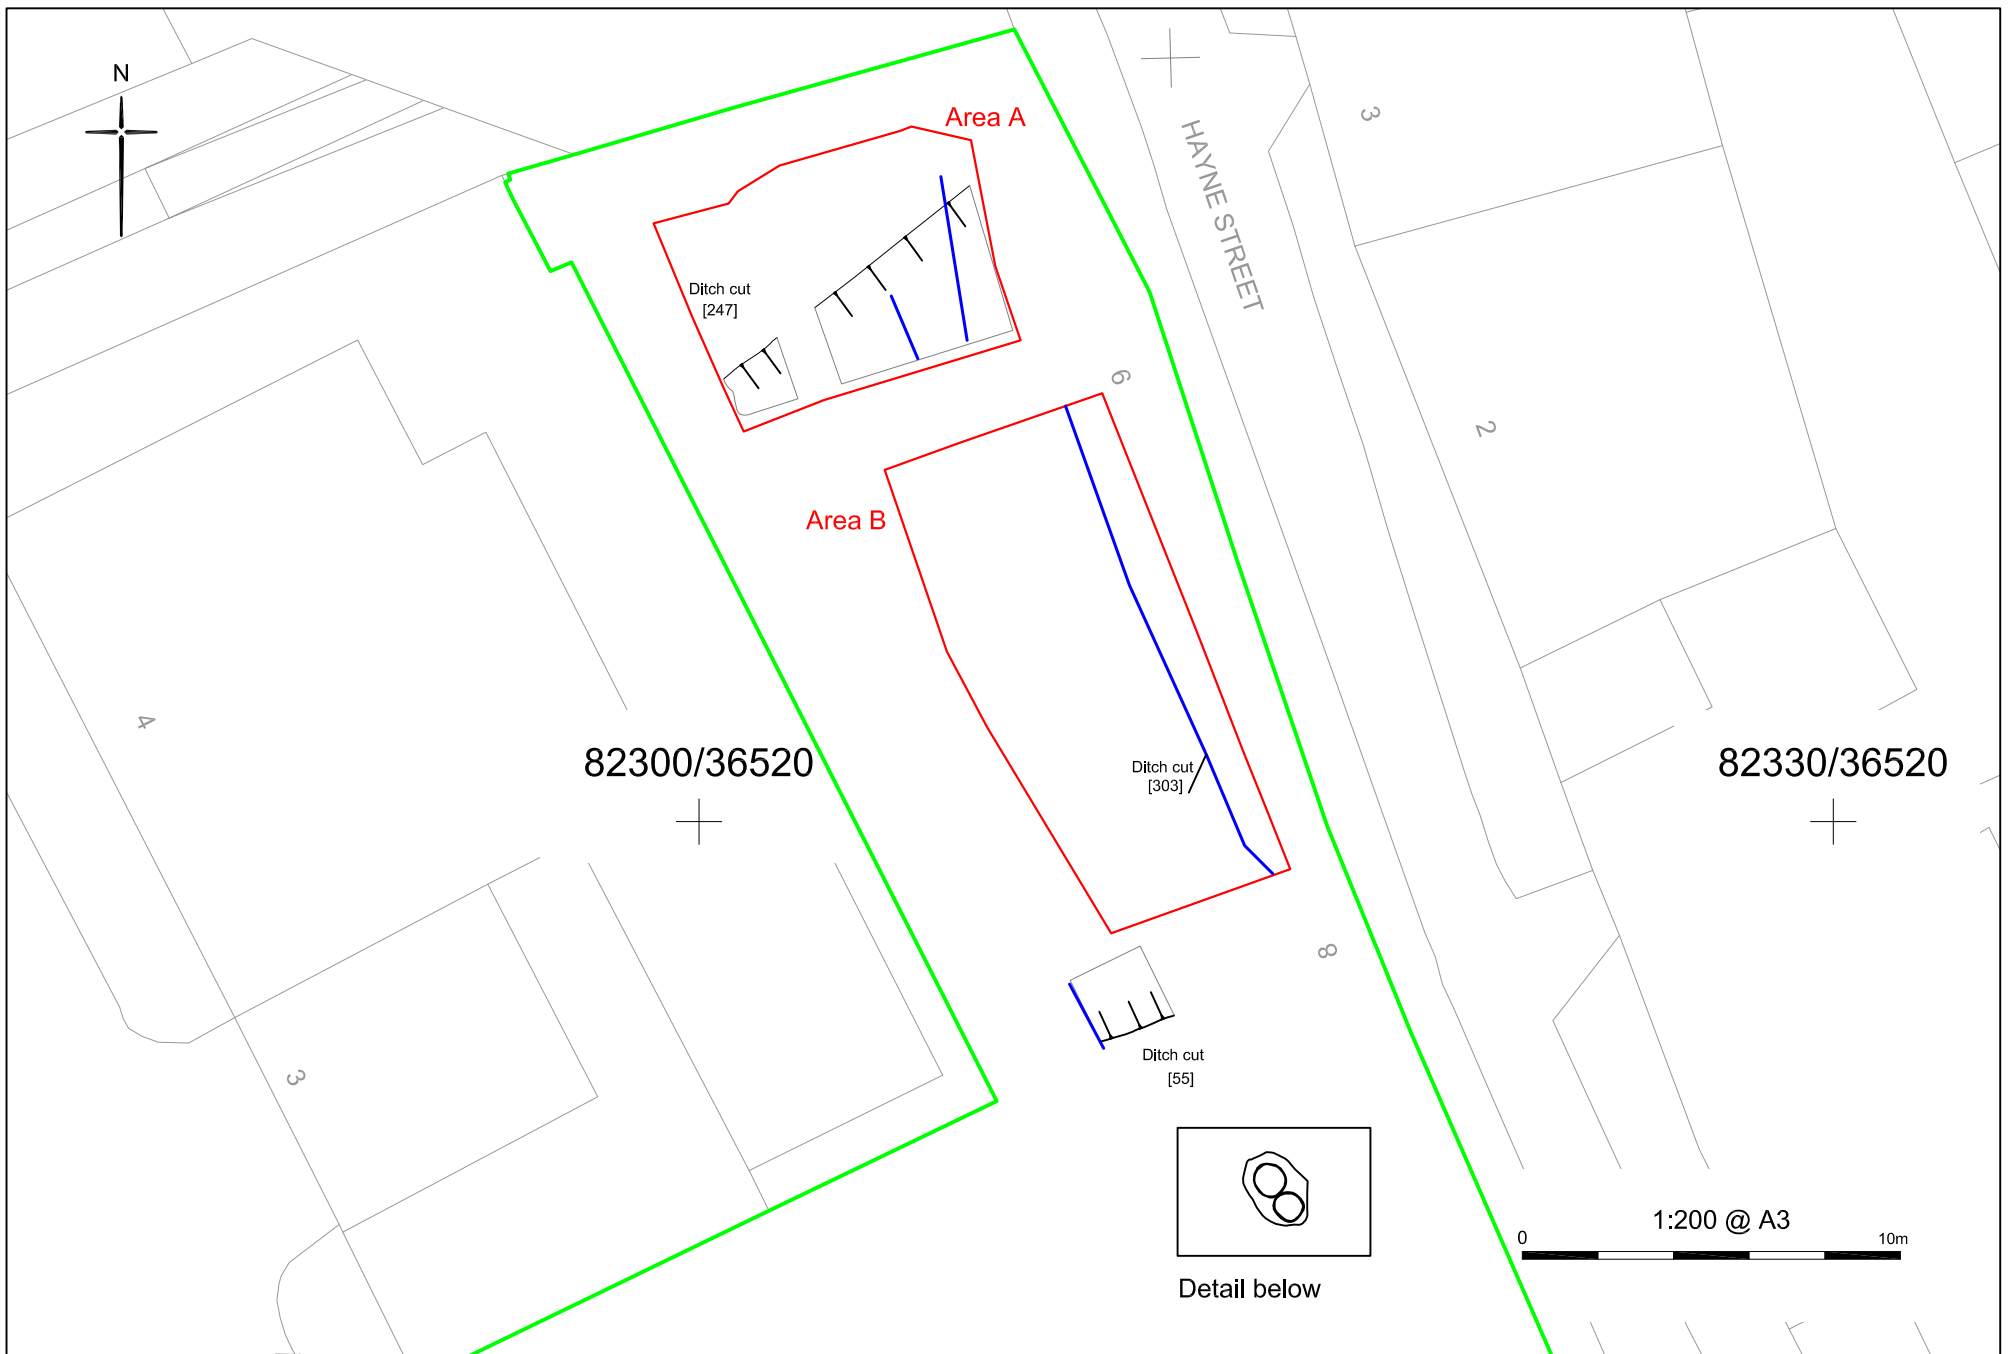 N
Area A
3
HAYNE STREET
Ditch cut
[247]
6
2
Area B
4
82300/36520
Ditch cut
[303]
82330/36520
8
Ditch cut
[55]
3
1:200 @ A3
0
10m
Detail below